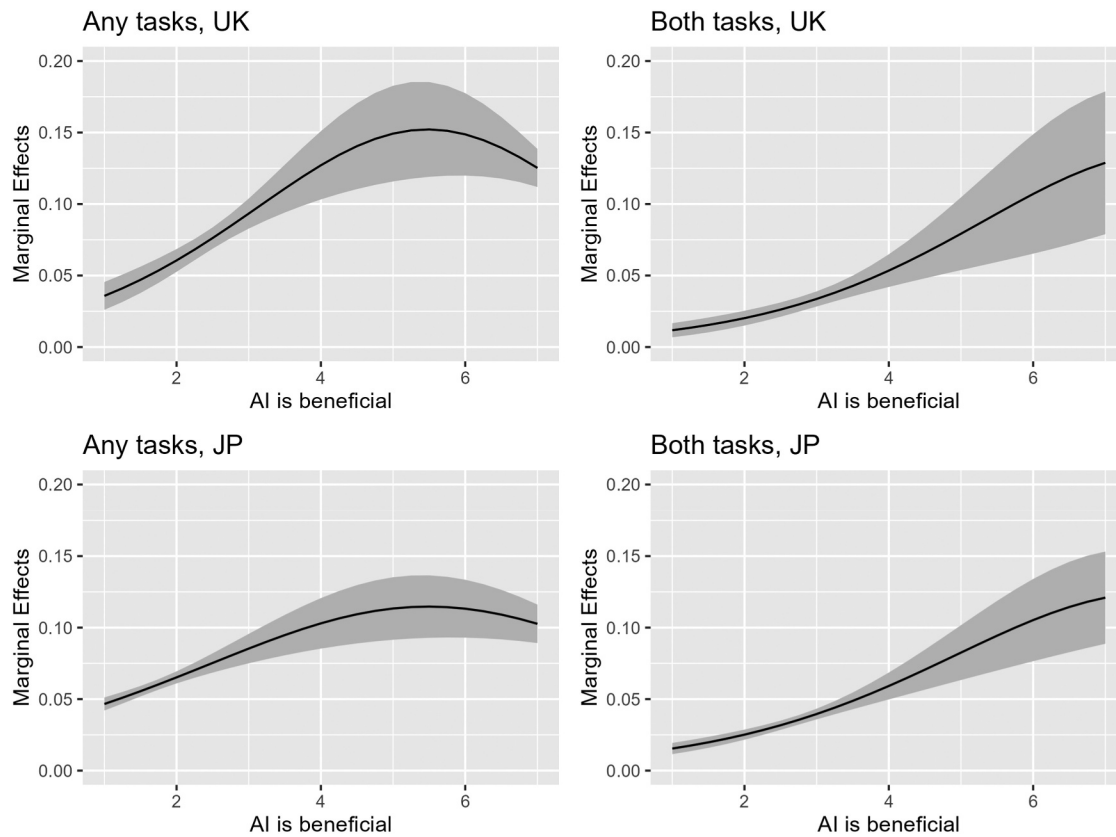 Any tasks, UK
Marginal Effects
0.20
0.15
0.10
0.05
0.00
2 4 6
AI is beneficial
Both tasks, UK
Marginal Effects
0.20
0.15
0.10
0.05
0.00
2 4 6
AI is beneficial
Any tasks, JP
Marginal Effects
0.20
0.15
0.10
0.05
0.00
2 4 6
AI is beneficial
Both tasks, JP
Marginal Effects
0.20
0.15
0.10
0.05
0.00
2 4 6
AI is beneficial